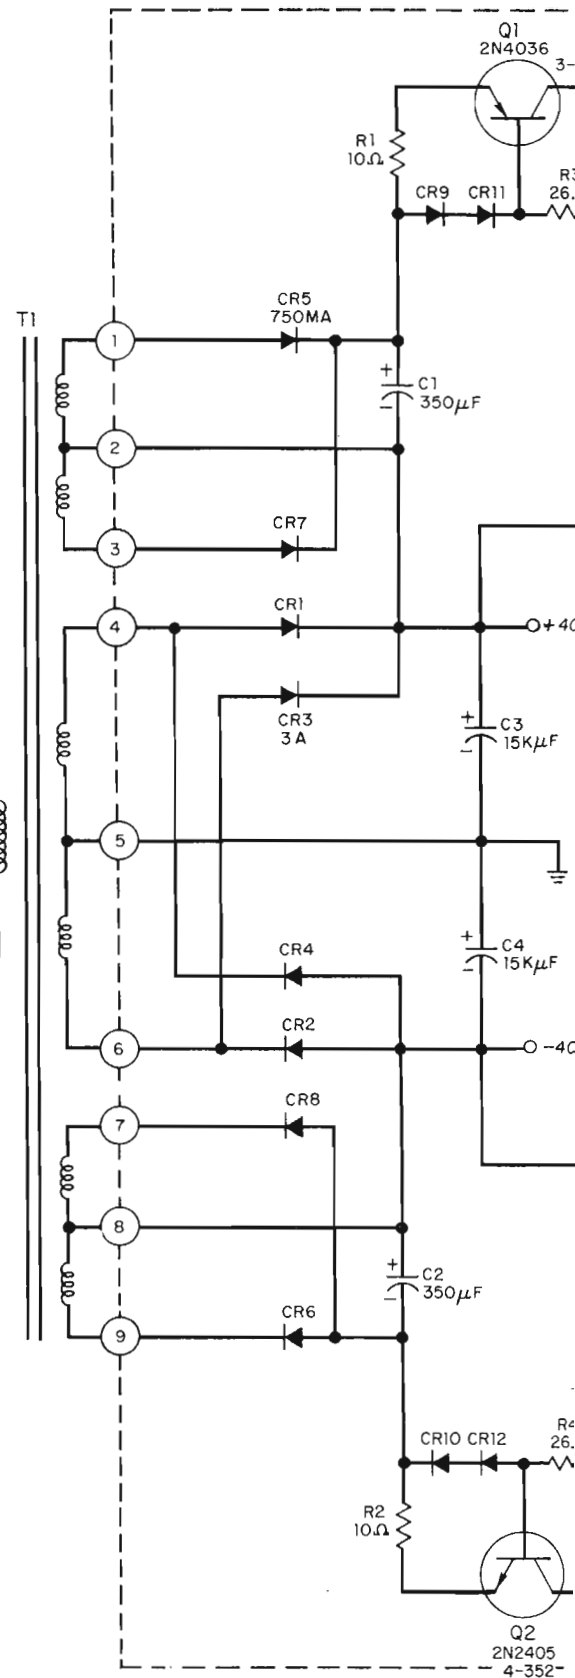 Q1
2N4036
3-
R1
10Ω
R3
26.
CR9 CR11
T1
CR5
750MA
1
+
C1
350μF
-
2
3
CR7
4
CR1
+40
CR3
3A
+
C3
15KμF
-
5
+
C4
15KμF
-
CR4
6
CR2
-40
7
CR8
8
+
C2
350μF
-
9
CR6
R4
26.
CR10 CR12
R2
10Ω
Q2
2N2405
4-352